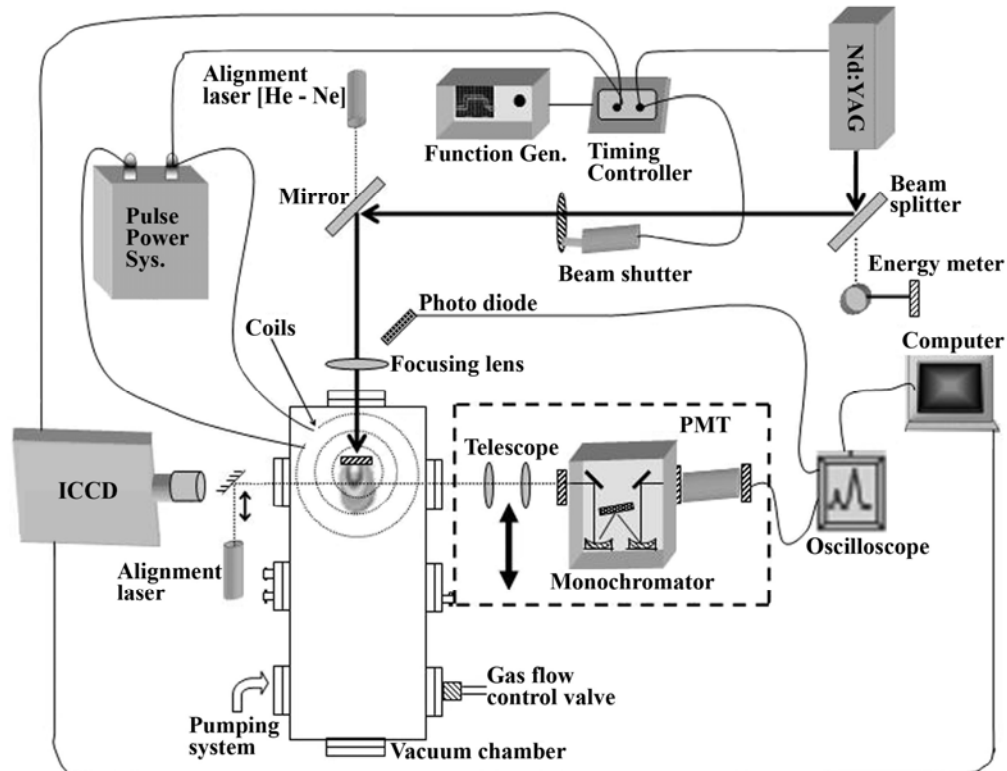 Alignment
laser [He - Ne]
Nd:YAG
Function Gen.
Timing
Controller
Mirror
Beam
splitter
Pulse
Power
Sys.
Beam shutter
Energy meter
Photo diode
Coils
Computer
Focusing lens
PMT
Telescope
ICCD
Oscilloscope
Alignment
laser
Monochromator
Gas flow
control valve
Pumping
system
Vacuum chamber